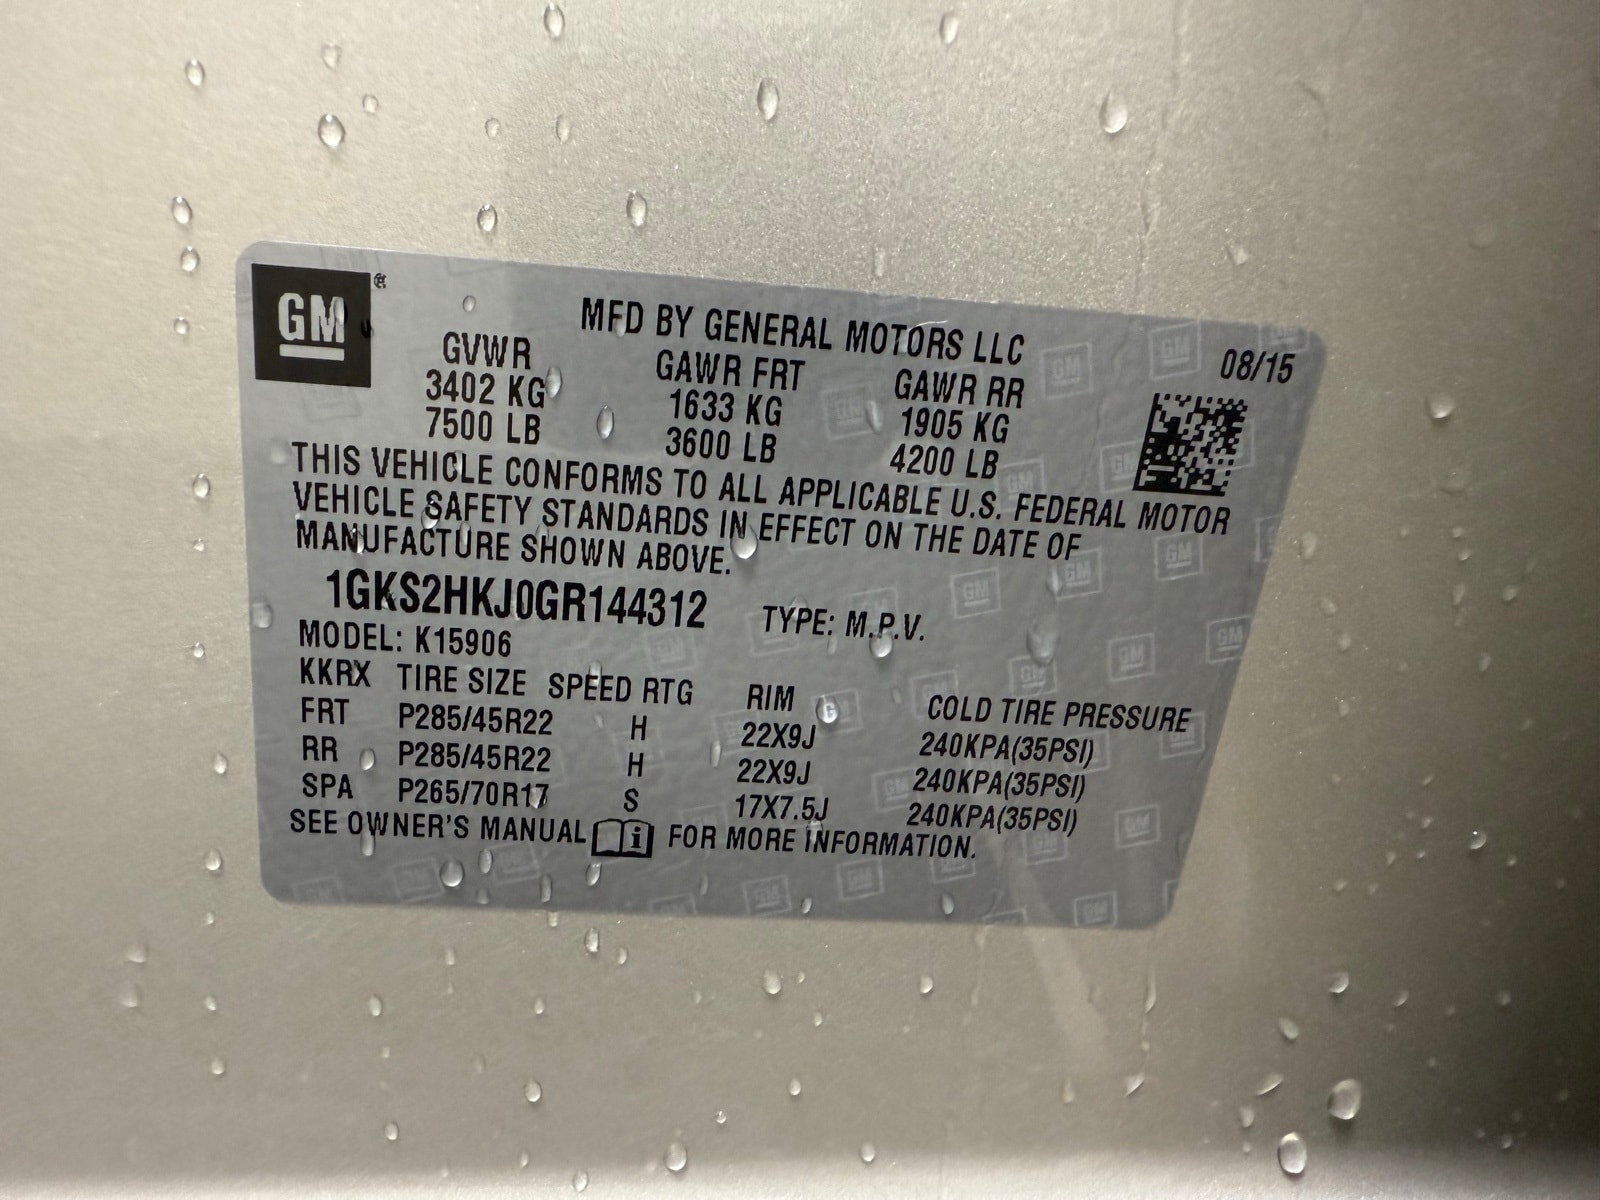 GM®
MFD BY GENERAL MOTORS LLC
08/15
GVWR GAWR FRT GAWR RR
3402 KG 1633 KG 1905 KG
7500 LB 3600 LB 4200 LB
THIS VEHICLE CONFORMS TO ALL APPLICABLE U.S. FEDERAL MOTOR
VEHICLE SAFETY STANDARDS IN EFFECT ON THE DATE OF
MANUFACTURE SHOWN ABOVE.
1GKS2HKJ0GR144312 TYPE: M.P.V.
MODEL: K15906
KKRX TIRE SIZE SPEED RTG RIM COLD TIRE PRESSURE
FRT P285/45R22 H 22X9J 240KPA(35PSI)
RR P285/45R22 H 22X9J 240KPA(35PSI)
SPA P265/70R17 S 17X7.5J 240KPA(35PSI)
SEE OWNER'S MANUAL i FOR MORE INFORMATION.